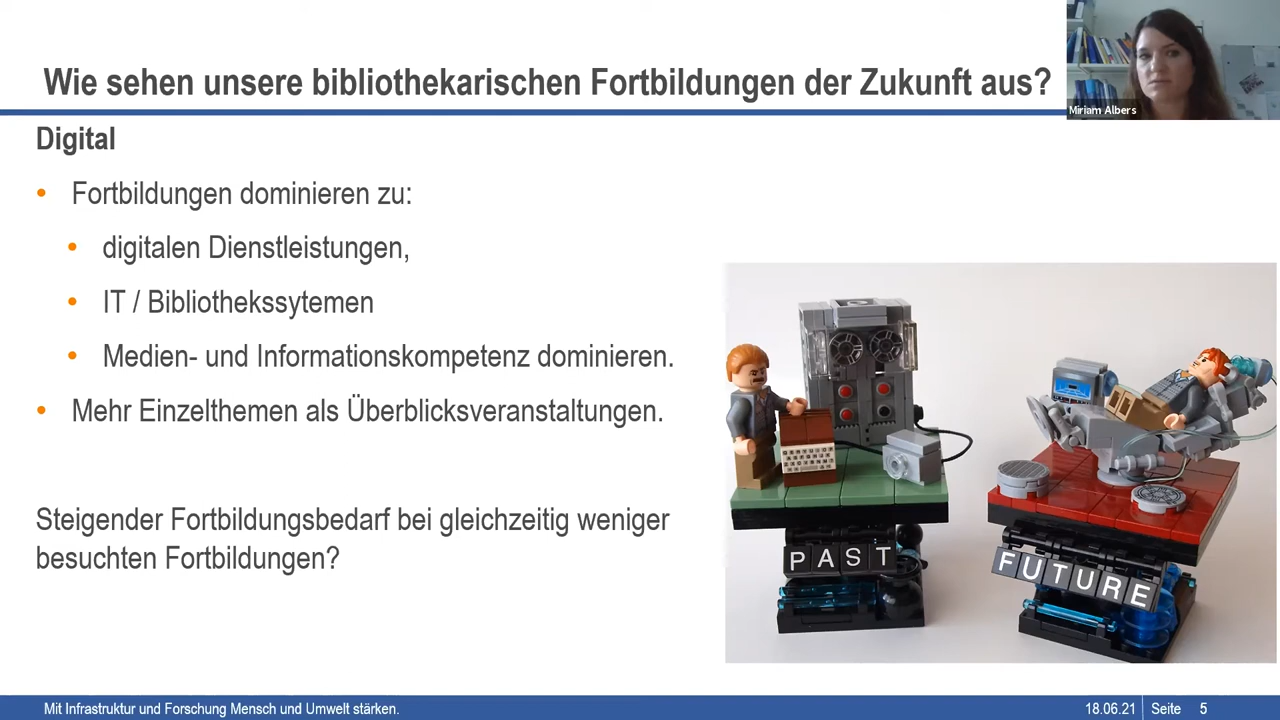 Wie sehen unsere bibliothekarischen Fortbildungen der Zukunft aus?
Miriam Albers
Digital
• Fortbildungen dominieren zu:
• digitalen Dienstleistungen,
• IT / Bibliothekssytemen
• Medien- und Informationskompetenz dominieren.
• Mehr Einzelthemen als Überblicksveranstaltungen.
Steigender Fortbildungsbedarf bei gleichzeitig weniger
besuchten Fortbildungen?
PAST
FUTURE
Mit Infrastruktur und Forschung Mensch und Umwelt stärken.
18.06.21 Seite 5